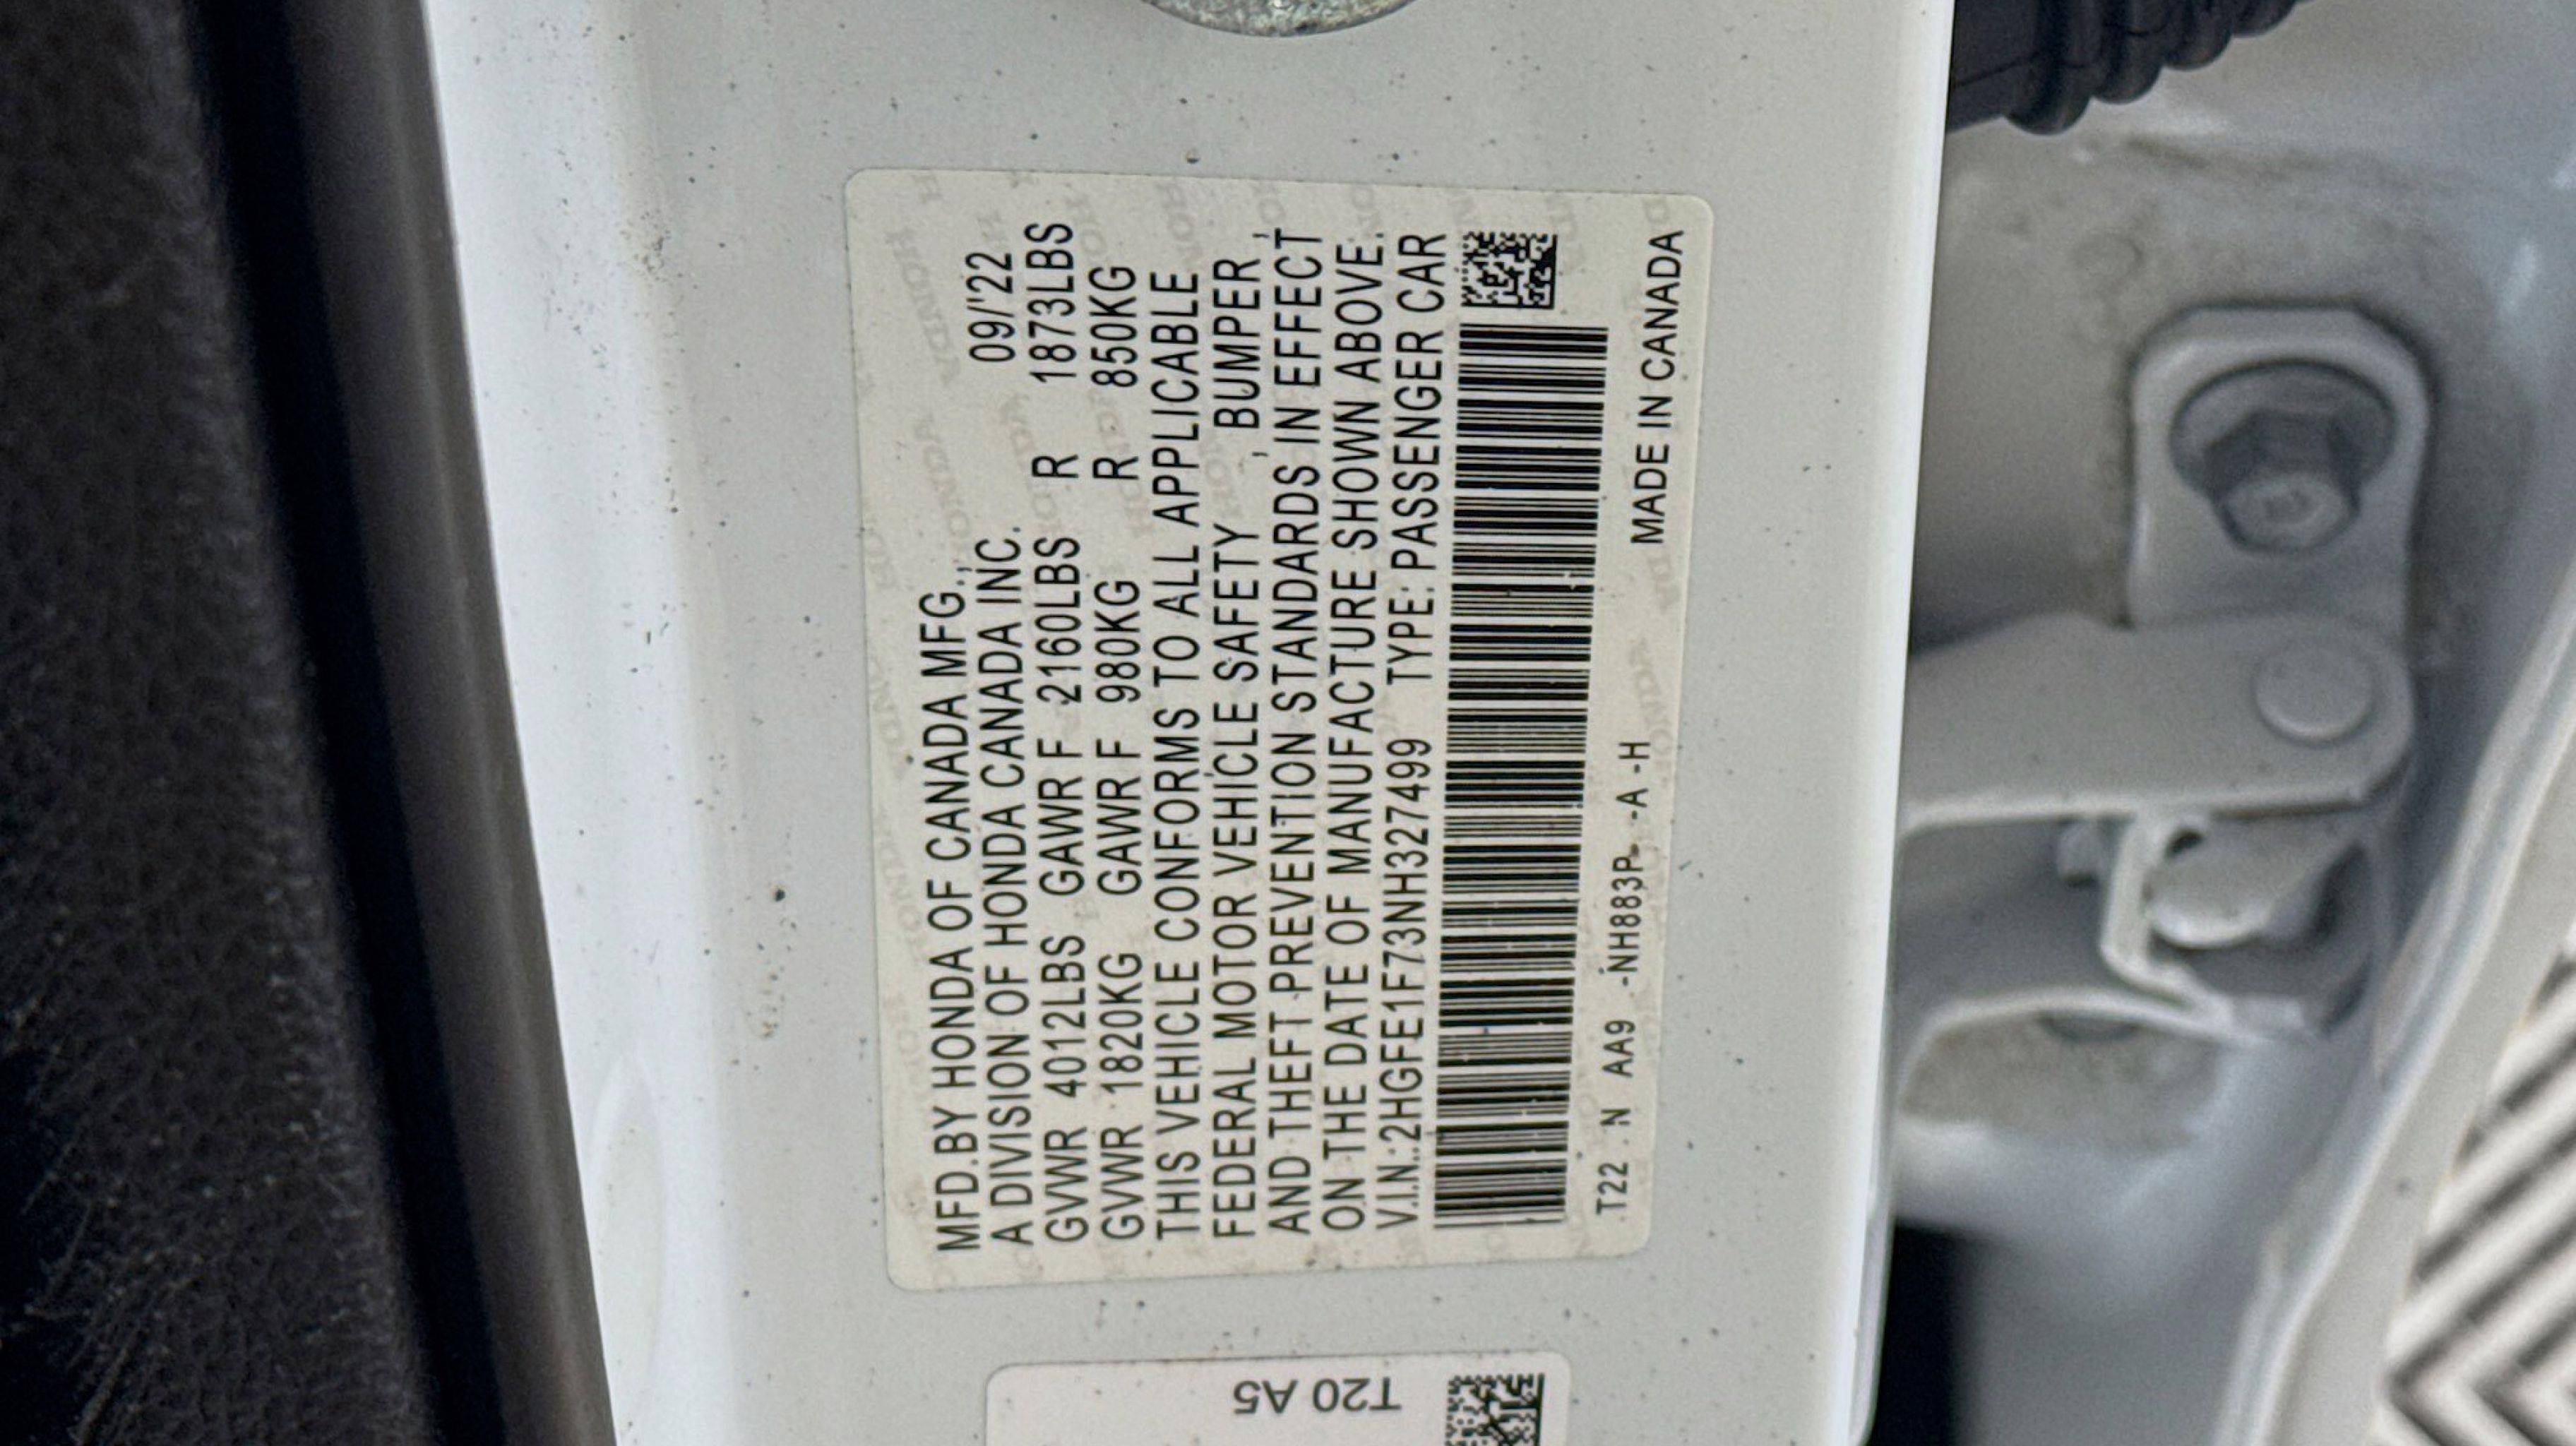 MFD.BY HONDA OF CANADA MFG.,
A DIVISION OF HONDA CANADA INC. 09/'22
GVWR 4012LBS GAWR F 2160LBS R 1873LBS
GVWR 1820KG GAWR F 980KG R 850KG
THIS VEHICLE CONFORMS TO ALL APPLICABLE
FEDERAL MOTOR VEHICLE SAFETY , BUMPER ,
AND THEFT PREVENTION STANDARDS IN EFFECT
ON THE DATE OF MANUFACTURE SHOWN ABOVE.
V.I.N.:2HGFE1F73NH327499 TYPE: PASSENGER CAR
T22 N AA9 -NH883P- -A -H MADE IN CANADA
T20 A5